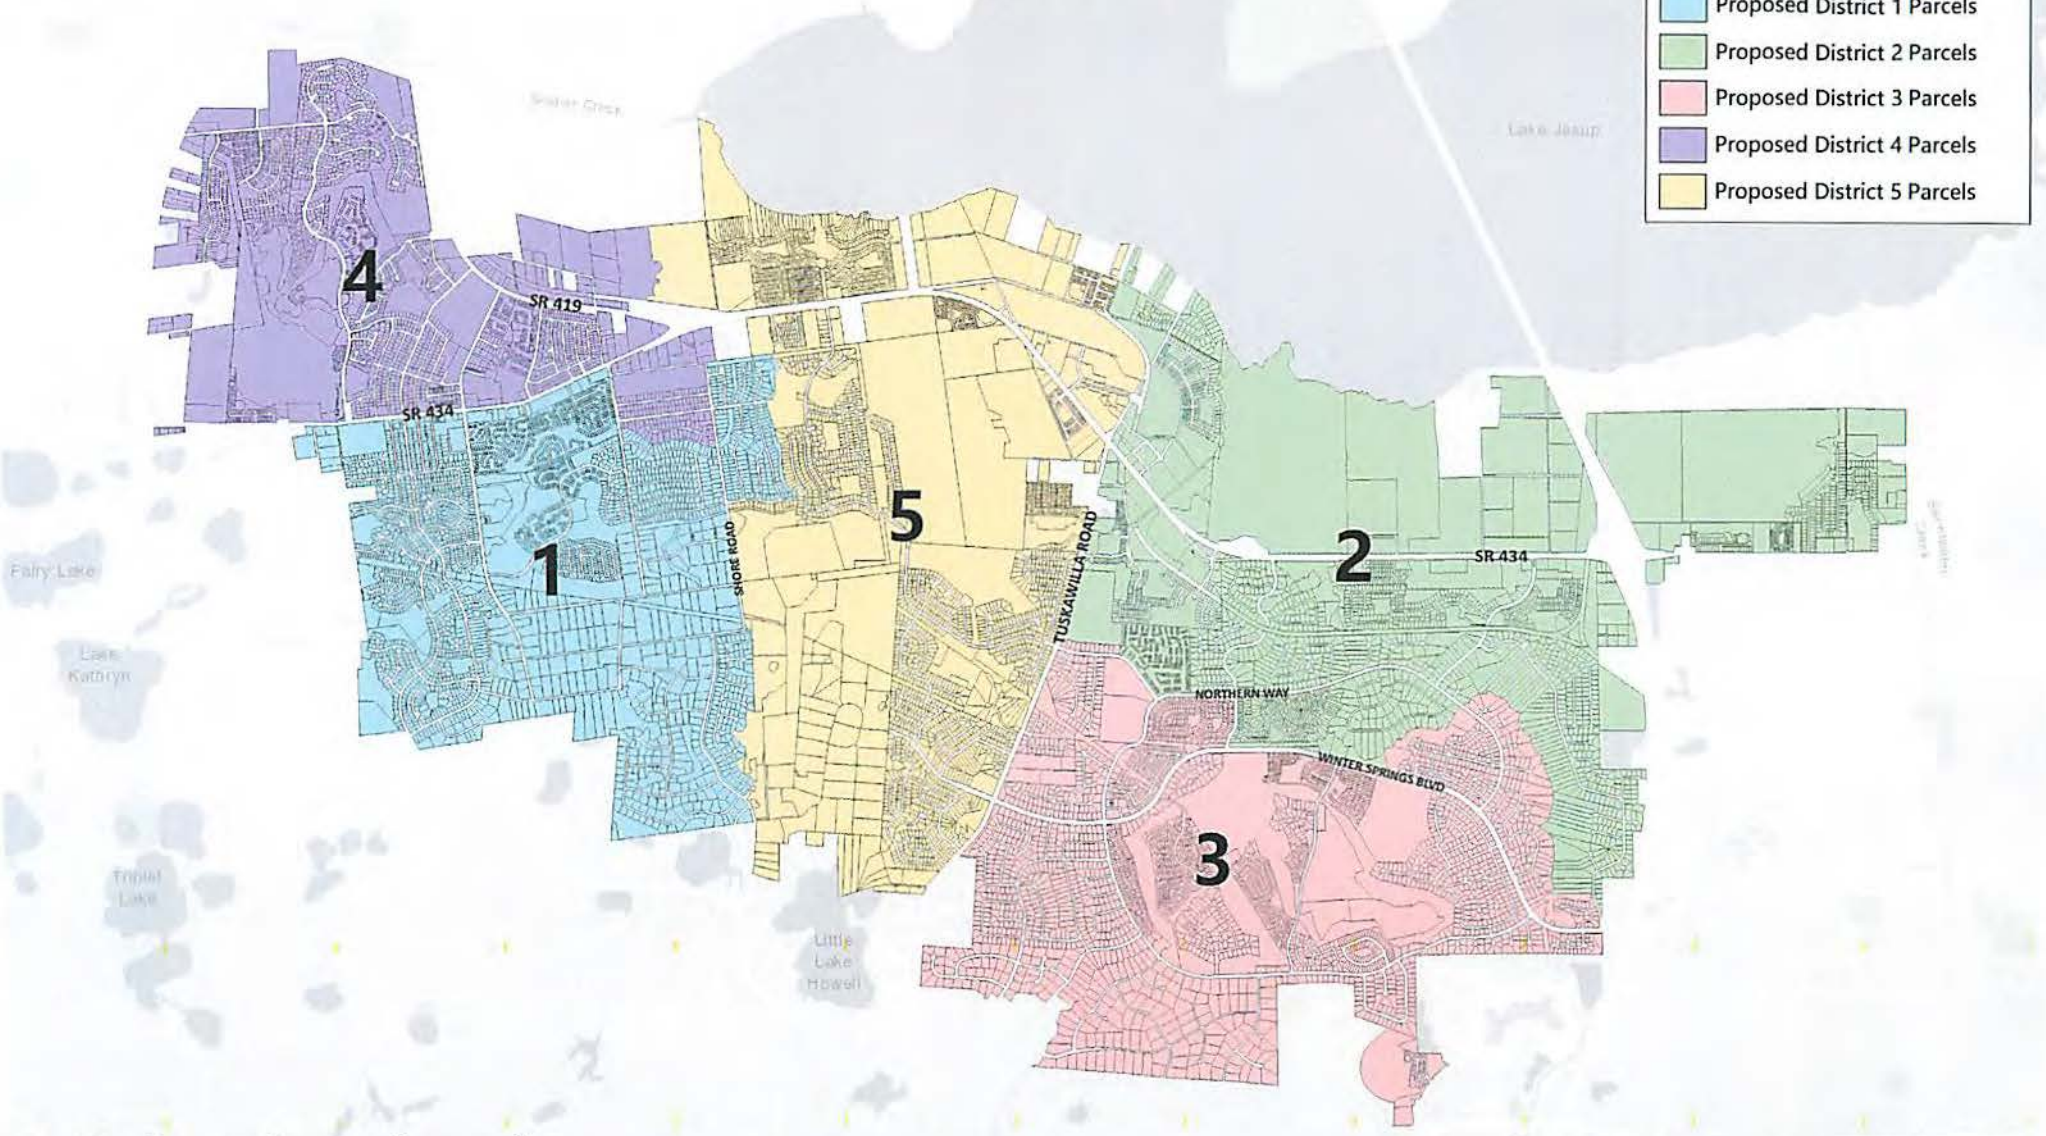 Proposed District 1 Parcels
Proposed District 2 Parcels
Proposed District 3 Parcels
Proposed District 4 Parcels
Proposed District 5 Parcels
Lake Jesup
4
SR 419
SR 434
5
1
SHORE ROAD
TUSKAWILLA ROAD
2
SR 434
Fairy Lake
Lake
Kathryn
NORTHERN WAY
WINTER SPRINGS BLVD
3
Triplet
Lake
Little
Lake
Howell